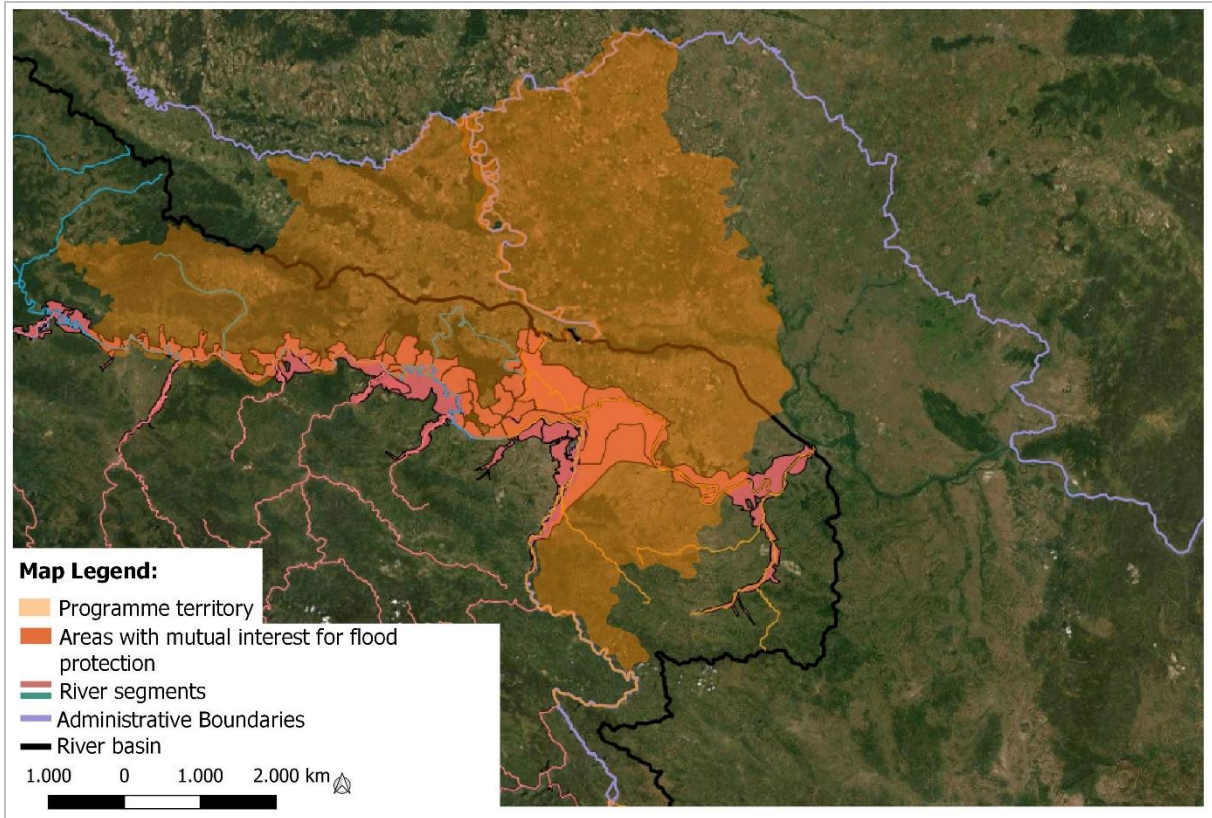 Map Legend:
Programme territory
Areas with mutual interest for flood
protection
River segments
Administrative Boundaries
River basin
1.000 0 1.000 2.000 km